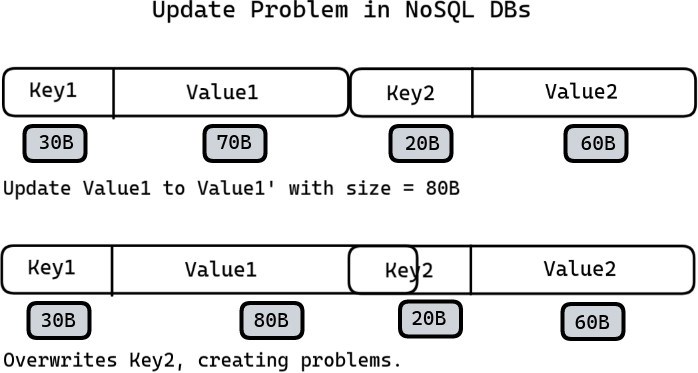 Update Problem in NoSQL DBs
Key1 Value1 Key2 Value2
30B 70B 20B 60B
Update Value1 to Value1' with size = 80B
Key1 Value1 Key2 Value2
30B 80B 20B 60B
Overwrites Key2, creating problems.